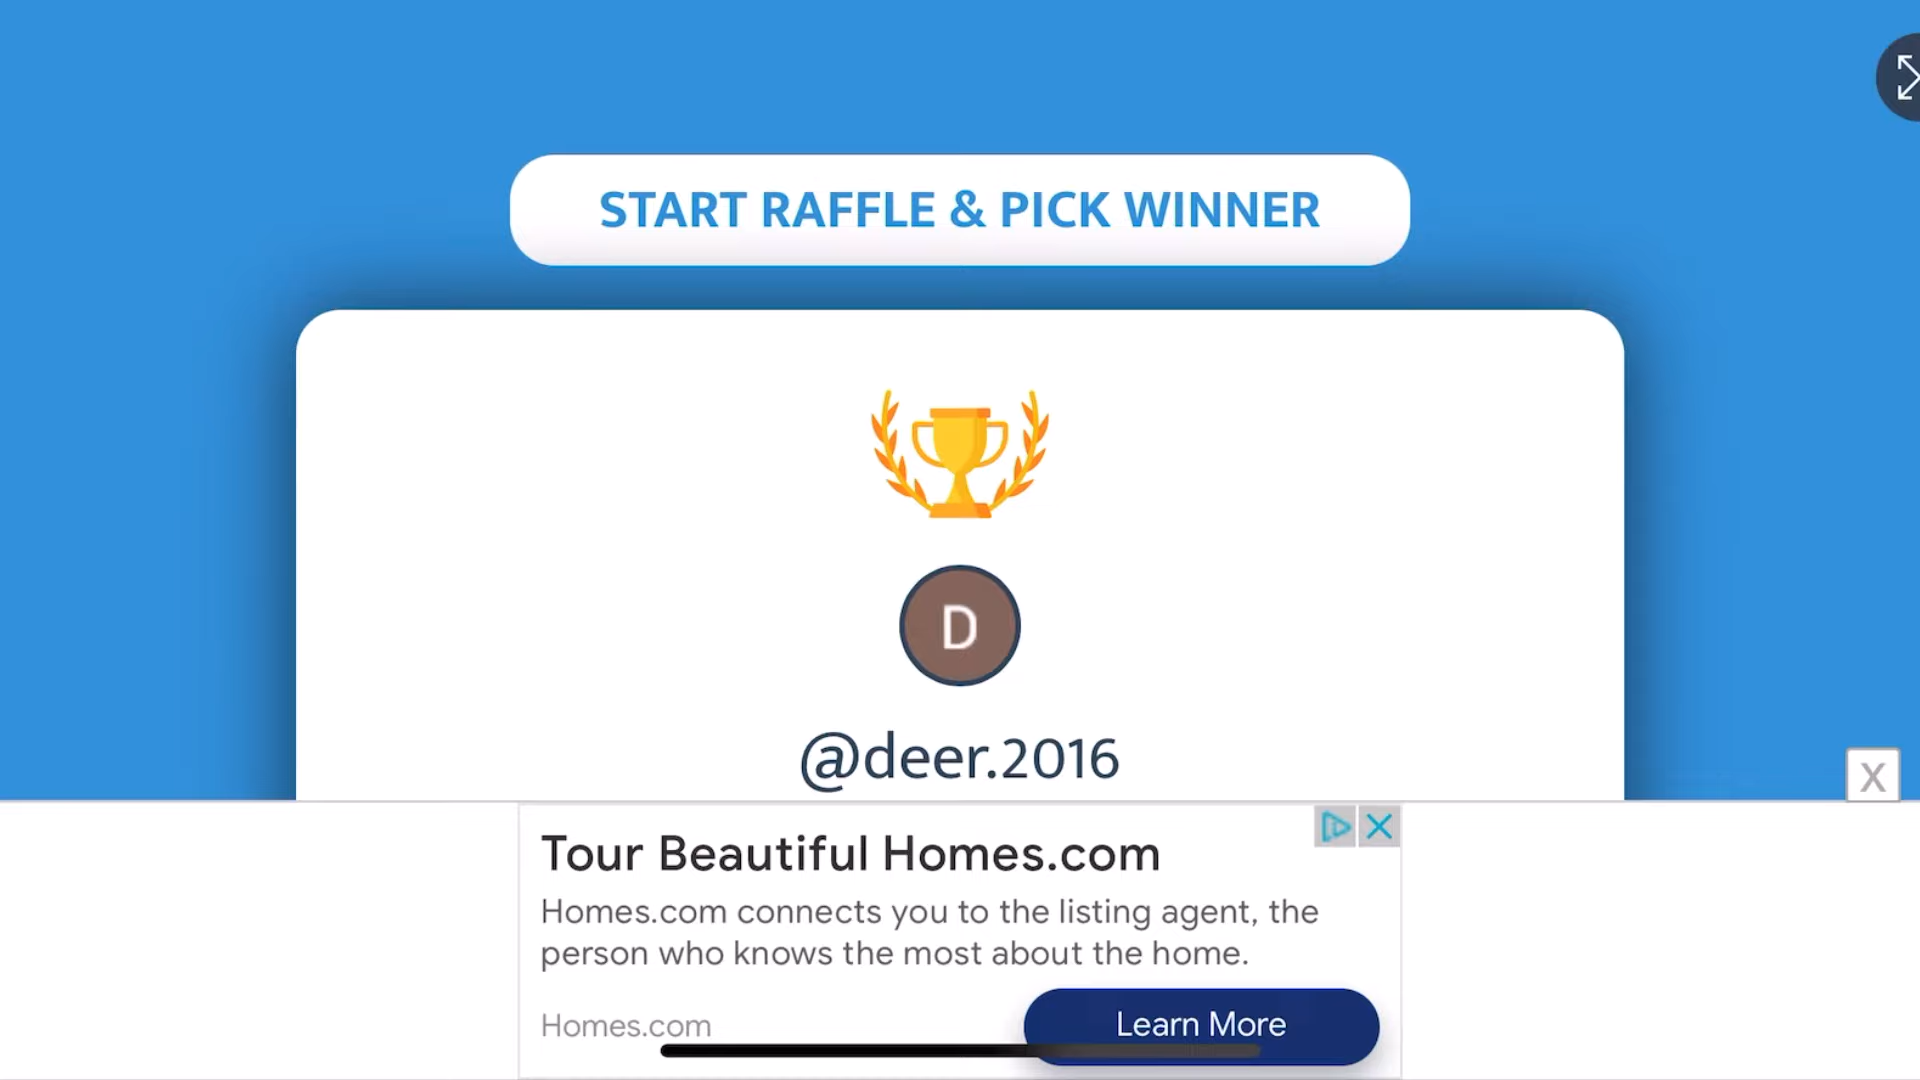 START RAFFLE & PICK WINNER
D
@deer.2016
X
Tour Beautiful Homes.com
Homes.com connects you to the listing agent, the
person who knows the most about the home.
Homes.com
Learn More